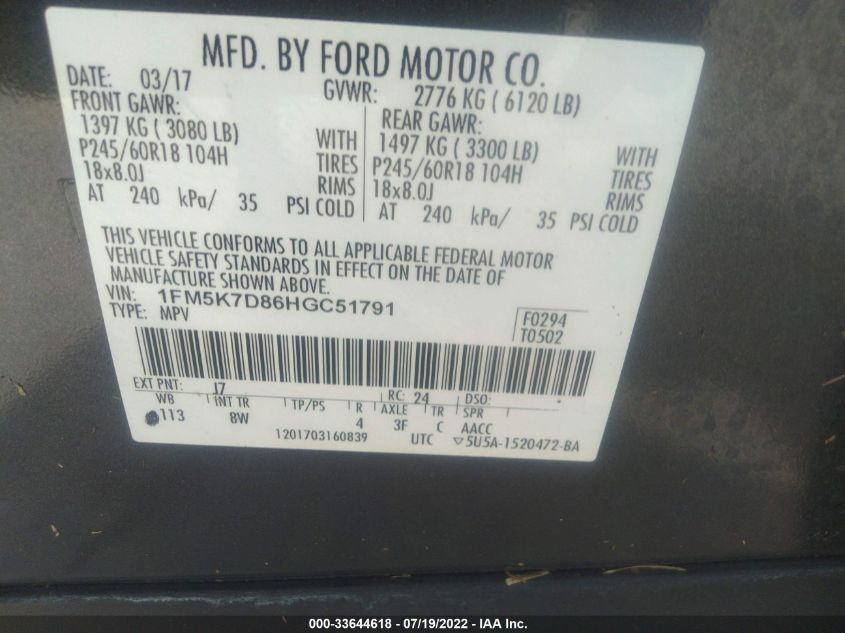 MFD. BY FORD MOTOR CO.
DATE: 03/17 GVWR: 2776 KG ( 6120 LB)
FRONT GAWR: REAR GAWR:
1397 KG ( 3080 LB) WITH 1497 KG ( 3300 LB) WITH
P245/60R18 104H TIRES P245/60R18 104H TIRES
18x8.0J RIMS 18x8.0J RIMS
AT 240 kPa/ 35 PSI COLD AT 240 kPa/ 35 PSI COLD
THIS VEHICLE CONFORMS TO ALL APPLICABLE FEDERAL MOTOR
VEHICLE SAFETY STANDARDS IN EFFECT ON THE DATE OF
MANUFACTURE SHOWN ABOVE.
VIN: 1FM5K7D86HGC51791
TYPE: MPV
F0294
T0502
EXT PNT: J7 RC: 24 DSO:
WB INT TR TP/PS R AXLE TR SPR
113 8W 4 3F C AACC
1201703160839 UTC ▽5U5A-1520472-BA
000-33644618 - 07/19/2022 - IAA Inc.